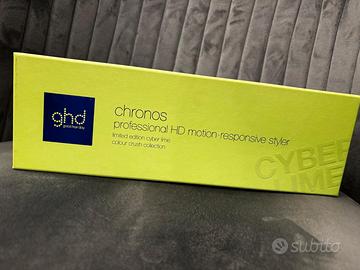 ghd
good hair day
chronos
professional HD motion-responsive styler
limited edition cyber lime
colour crush collection
CYBER
LIME
subito